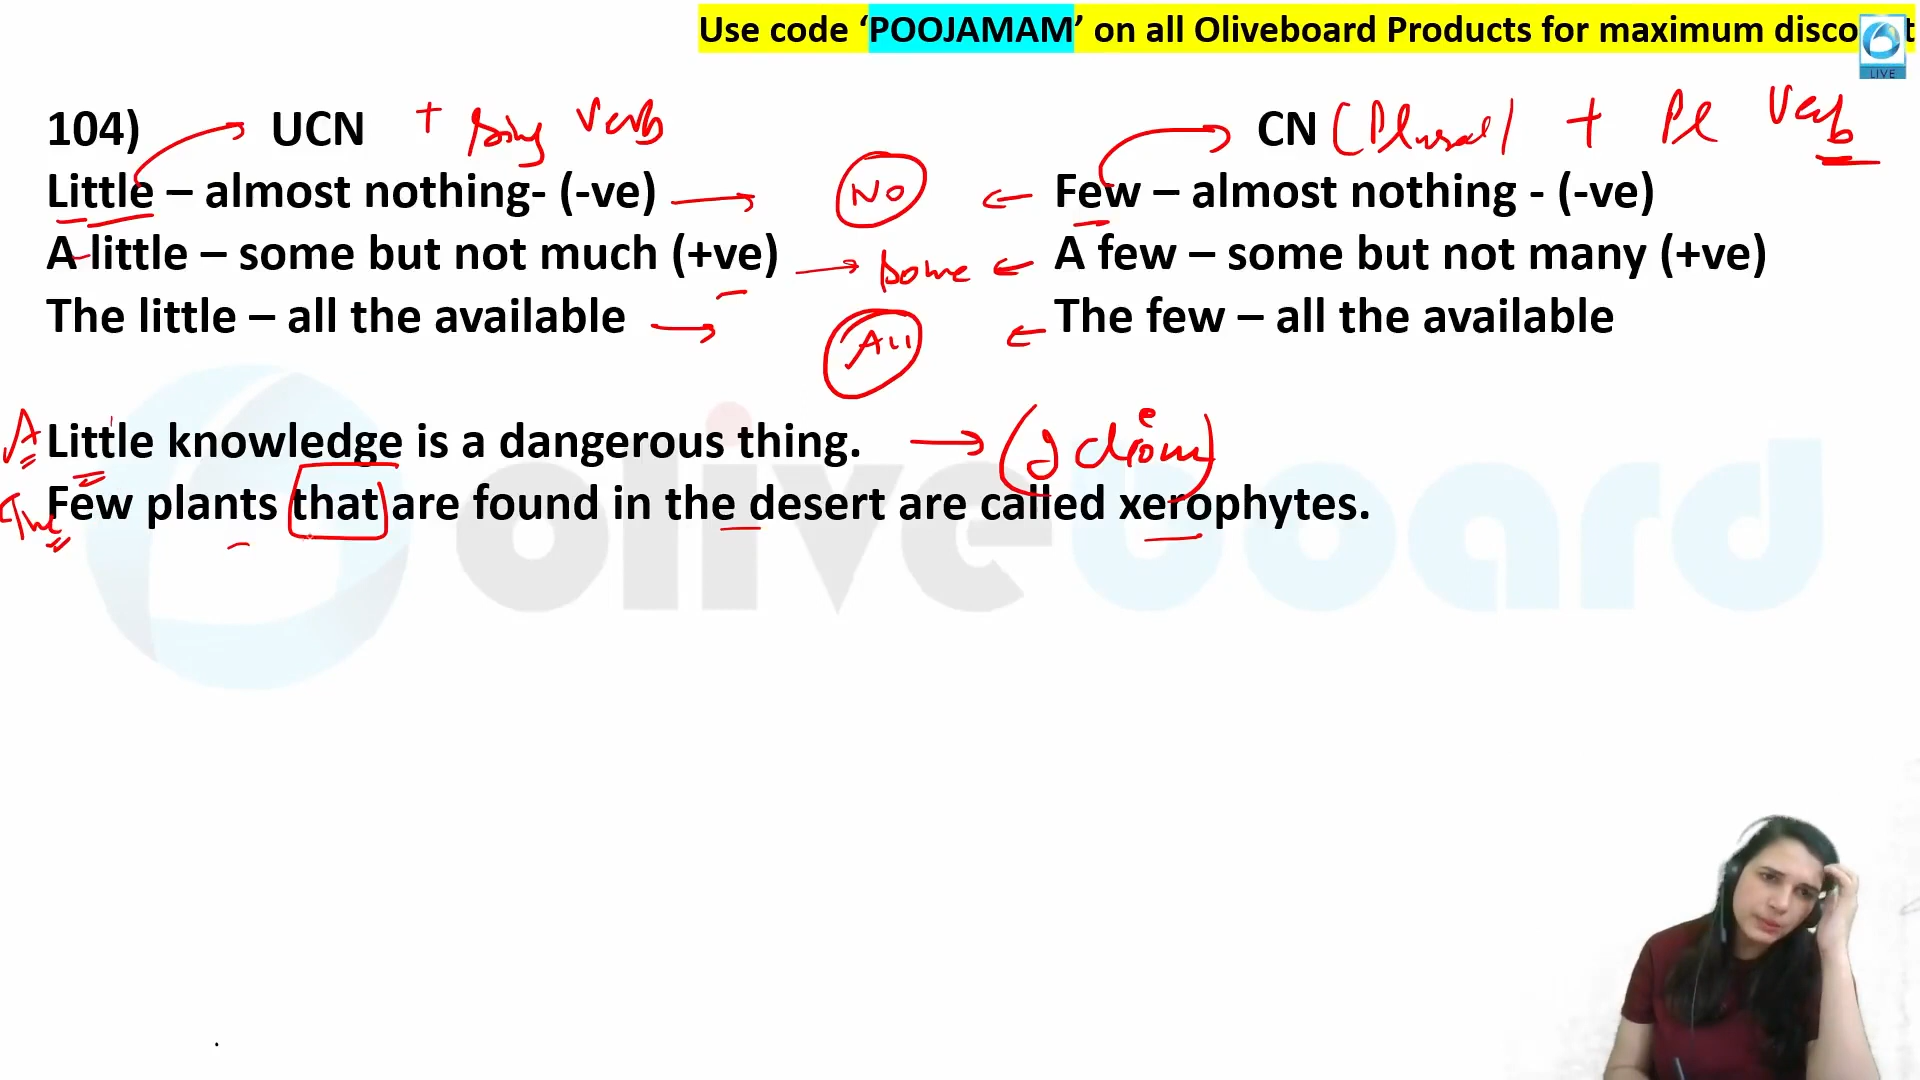 Use code ‘POOJAMAM’ on all Oliveboard Products for maximum disco t
LIVE
104) UCN + Sing Verb CN (Plural) + Pl Verb
Little – almost nothing- (-ve) → No ← Few – almost nothing - (-ve)
A little – some but not much (+ve) → Some ← A few – some but not many (+ve)
The little – all the available → All ← The few – all the available
A Little knowledge is a dangerous thing. → (Idiom)
The Few plants that are found in the desert are called xerophytes.
oliveboard